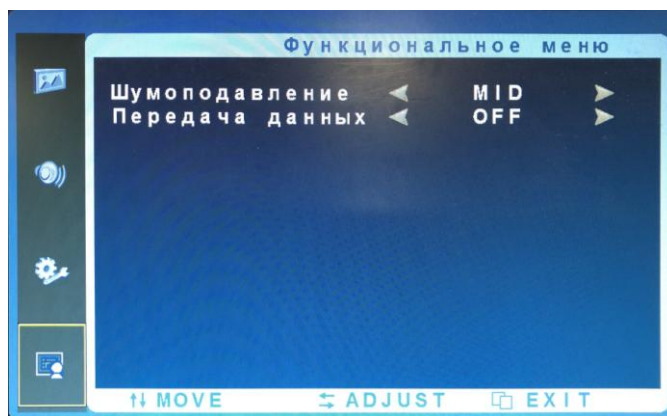 Функциональное меню
Шумоподавление MID
Передача данных OFF
MOVE ADJUST EXIT